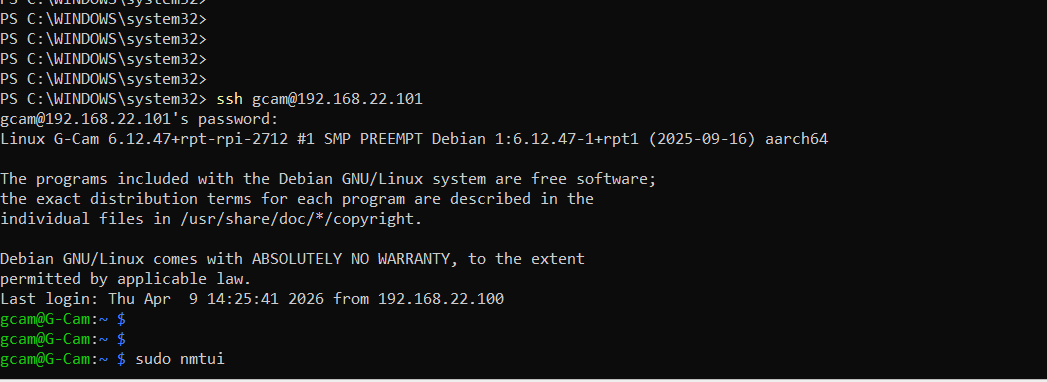 PS C:\WINDOWS\system32>
PS C:\WINDOWS\system32>
PS C:\WINDOWS\system32>
PS C:\WINDOWS\system32>
PS C:\WINDOWS\system32>
PS C:\WINDOWS\system32> ssh gcam@192.168.22.101
gcam@192.168.22.101's password:
Linux G-Cam 6.12.47+rpt-rpi-2712 #1 SMP PREEMPT Debian 1:6.12.47-1+rpt1 (2025-09-16) aarch64
The programs included with the Debian GNU/Linux system are free software;
the exact distribution terms for each program are described in the
individual files in /usr/share/doc/*/copyright.
Debian GNU/Linux comes with ABSOLUTELY NO WARRANTY, to the extent
permitted by applicable law.
Last login: Thu Apr  9 14:25:41 2026 from 192.168.22.100
gcam@G-Cam:~ $
gcam@G-Cam:~ $
gcam@G-Cam:~ $ sudo nmtui